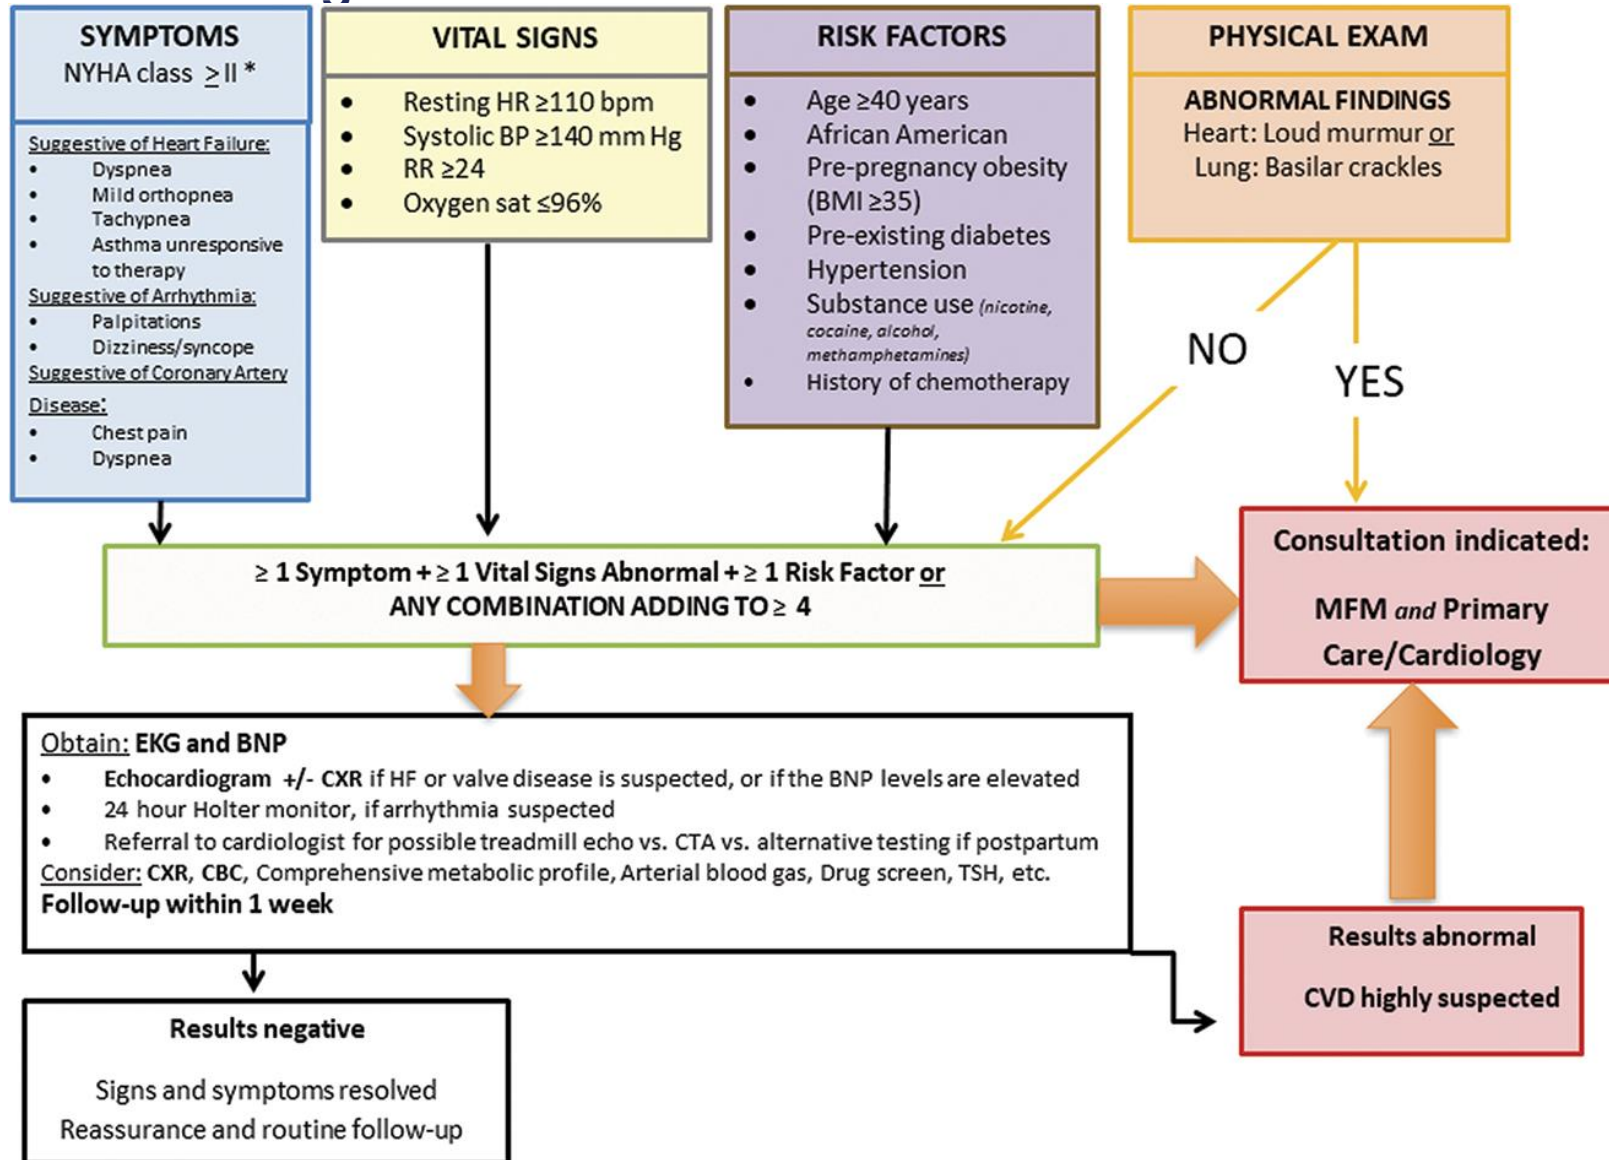 SYMPTOMS
NYHA class ≥ II *
Suggestive of Heart Failure:
• Dyspnea
• Mild orthopnea
• Tachypnea
• Asthma unresponsive
to therapy
Suggestive of Arrhythmia:
• Palpitations
• Dizziness/syncope
Suggestive of Coronary Artery
Disease:
• Chest pain
• Dyspnea
VITAL SIGNS
• Resting HR ≥110 bpm
• Systolic BP ≥140 mm Hg
• RR ≥24
• Oxygen sat ≤96%
RISK FACTORS
• Age ≥40 years
• African American
• Pre-pregnancy obesity
(BMI ≥35)
• Pre-existing diabetes
• Hypertension
• Substance use (nicotine,
cocaine, alcohol,
methamphetamines)
• History of chemotherapy
PHYSICAL EXAM
ABNORMAL FINDINGS
Heart: Loud murmur or
Lung: Basilar crackles
NO
YES
≥ 1 Symptom + ≥ 1 Vital Signs Abnormal + ≥ 1 Risk Factor or
ANY COMBINATION ADDING TO ≥ 4
Consultation indicated:
MFM and Primary
Care/Cardiology
Obtain: EKG and BNP
• Echocardiogram +/- CXR if HF or valve disease is suspected, or if the BNP levels are elevated
• 24 hour Holter monitor, if arrhythmia suspected
• Referral to cardiologist for possible treadmill echo vs. CTA vs. alternative testing if postpartum
Consider: CXR, CBC, Comprehensive metabolic profile, Arterial blood gas, Drug screen, TSH, etc.
Follow-up within 1 week
Results abnormal
CVD highly suspected
Results negative
Signs and symptoms resolved
Reassurance and routine follow-up